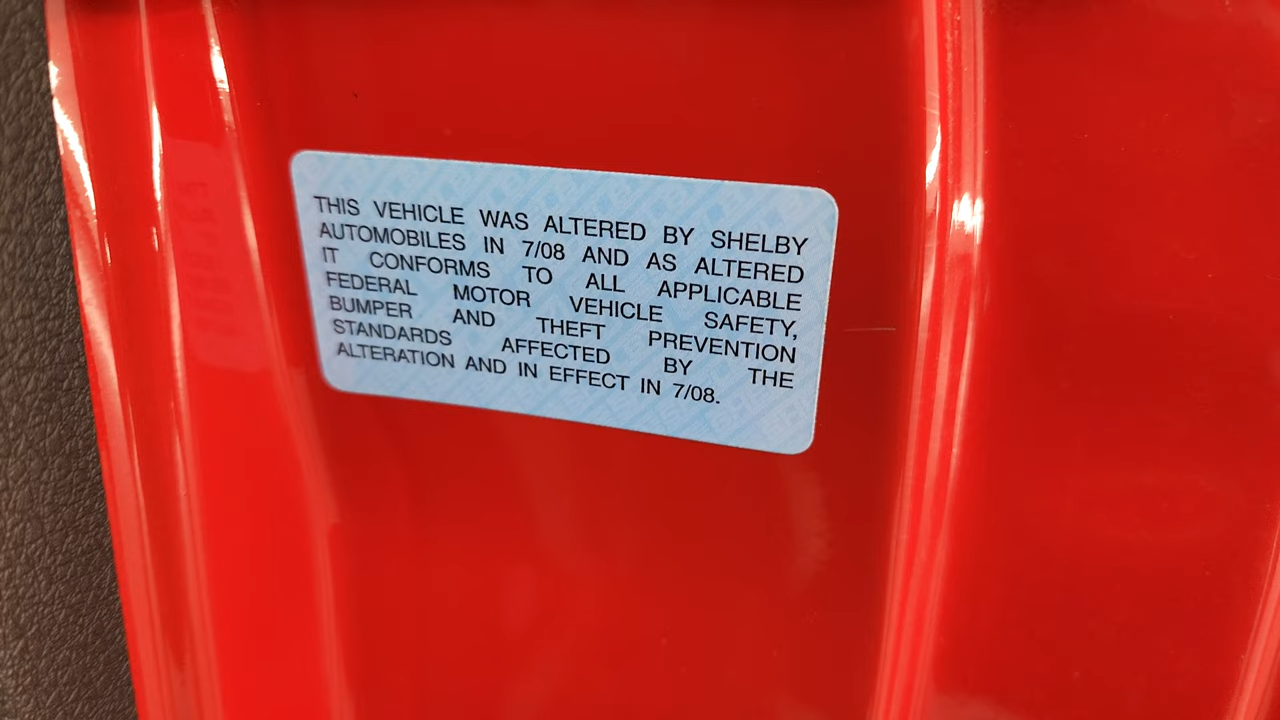 THIS VEHICLE WAS ALTERED BY SHELBY
AUTOMOBILES IN 7/08 AND AS ALTERED
IT CONFORMS TO ALL APPLICABLE
FEDERAL MOTOR VEHICLE SAFETY,
BUMPER AND THEFT PREVENTION
STANDARDS AFFECTED BY THE
ALTERATION AND IN EFFECT IN 7/08.